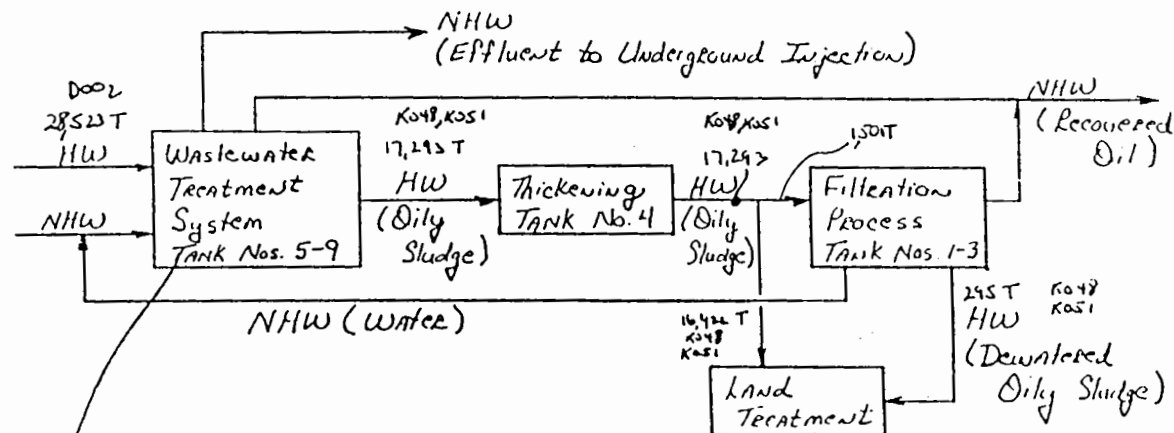 NHW
(Effluent to Underground Injection)
D002
28,523 T
HW
NHW
Wastewater
Treatment
System
Tank Nos. 5-9
K048, K051
17,293 T
HW
(Oily
Sludge)
Thickening
Tank No. 4
K048, K051
17,293
HW
(Oily
Sludge)
1,501T
Filtration
Process
Tank Nos. 1-3
NHW
(Recovered
Oil)
NHW (Water)
16,422 T
K048
K051
245 T K048
HW K051
(Dewatered
Oily Sludge)
Land
Treatment